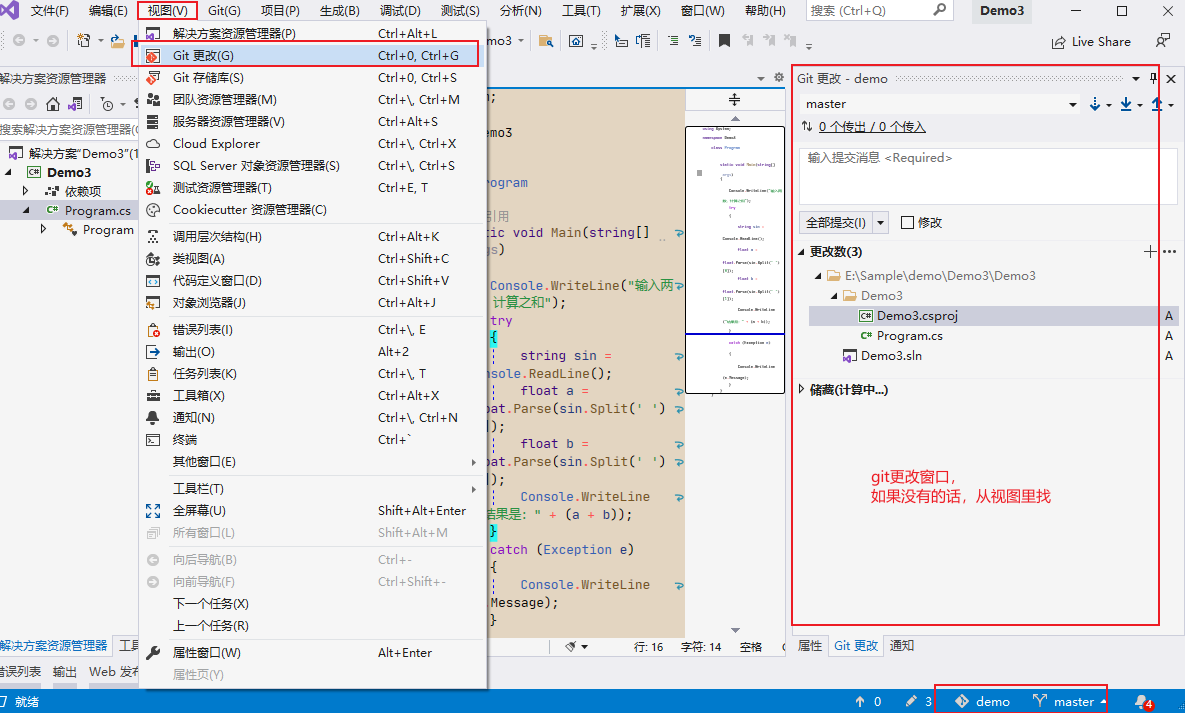 文件(F) 编辑(E) 视图(V) Git(G) 项目(P) 生成(B) 调试(D) 测试(S) 分析(N) 工具(T) 扩展(X) 窗口(W) 帮助(H) 搜索 (Ctrl+Q) Demo3
Live Share
解决方案资源管理器
搜索解决方案资源管理器(C
解决方案"Demo3"(1
Demo3
依赖项
Program.cs
Program
解决方案资源管理器 工具
错误列表 输出 Web 发布
就绪
解决方案资源管理器(P) Ctrl+Alt+L
Git 更改(G) Ctrl+0, Ctrl+G
Git 存储库(S) Ctrl+0, Ctrl+S
团队资源管理器(M) Ctrl+\, Ctrl+M
服务器资源管理器(V) Ctrl+Alt+S
Cloud Explorer Ctrl+\, Ctrl+X
SQL Server 对象资源管理器(S) Ctrl+\, Ctrl+S
测试资源管理器(T) Ctrl+E, T
Cookiecutter 资源管理器(C)
调用层次结构(H) Ctrl+Alt+K
类视图(A) Ctrl+Shift+C
代码定义窗口(D) Ctrl+Shift+V
对象浏览器(J) Ctrl+Alt+J
错误列表(I) Ctrl+\, E
输出(O) Alt+2
任务列表(K) Ctrl+\, T
工具箱(X) Ctrl+Alt+X
通知(N) Ctrl+\, Ctrl+N
终端 Ctrl+`
其他窗口(E)
工具栏(T)
全屏幕(U) Shift+Alt+Enter
所有窗口(L) Shift+Alt+M
向后导航(B) Ctrl+-
向前导航(F) Ctrl+Shift+-
下一个任务(X)
上一个任务(R)
属性窗口(W) Alt+Enter
属性页(Y)
mo3
m;
emo3
rogram
引用
tic void Main(string[]
gs)
Console.WriteLine("输入两
计算之和");
try
{
string sin =
nsole.ReadLine();
float a =
oat.Parse(sin.Split(' ')
]);
float b =
oat.Parse(sin.Split(' ')
]);
Console.WriteLine
结果是: " + (a + b));
}
catch (Exception e)
{
Console.WriteLine
.Message);
}
行: 16 字符: 14 空格
Git 更改 - demo
master
0 个传出 / 0 个传入
输入提交消息 <Required>
全部提交(I) 修改
更改数(3)
E:\Sample\demo\Demo3\Demo3
Demo3
Demo3.csproj A
Program.cs A
Demo3.sln A
储藏(计算中...)
git更改窗口，
如果没有的话，从视图里找
属性 Git 更改 通知
0 3 demo master 4